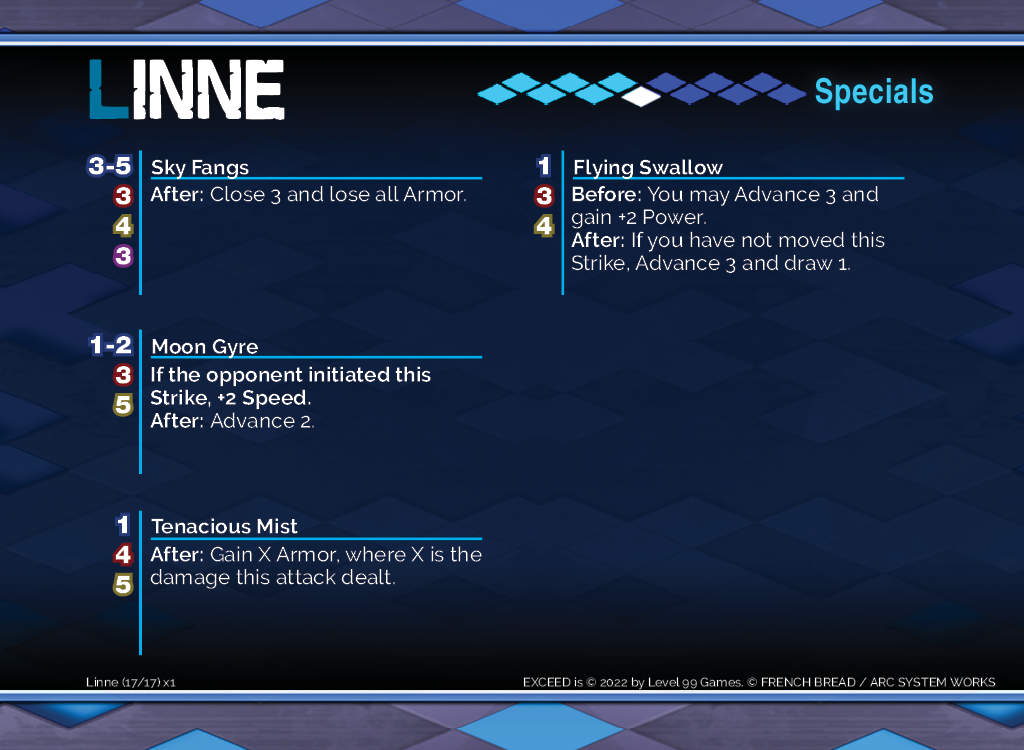 LINNE
Specials
3-5
Sky Fangs
3
After: Close 3 and lose all Armor.
4
3
1-2
Moon Gyre
3
If the opponent initiated this
5
Strike, +2 Speed.
After: Advance 2.
1
Tenacious Mist
4
After: Gain X Armor, where X is the
5
damage this attack dealt.
1
Flying Swallow
3
Before: You may Advance 3 and
4
gain +2 Power.
After: If you have not moved this
Strike, Advance 3 and draw 1.
Linne (17/17) x1
EXCEED is © 2022 by Level 99 Games. © FRENCH BREAD / ARC SYSTEM WORKS